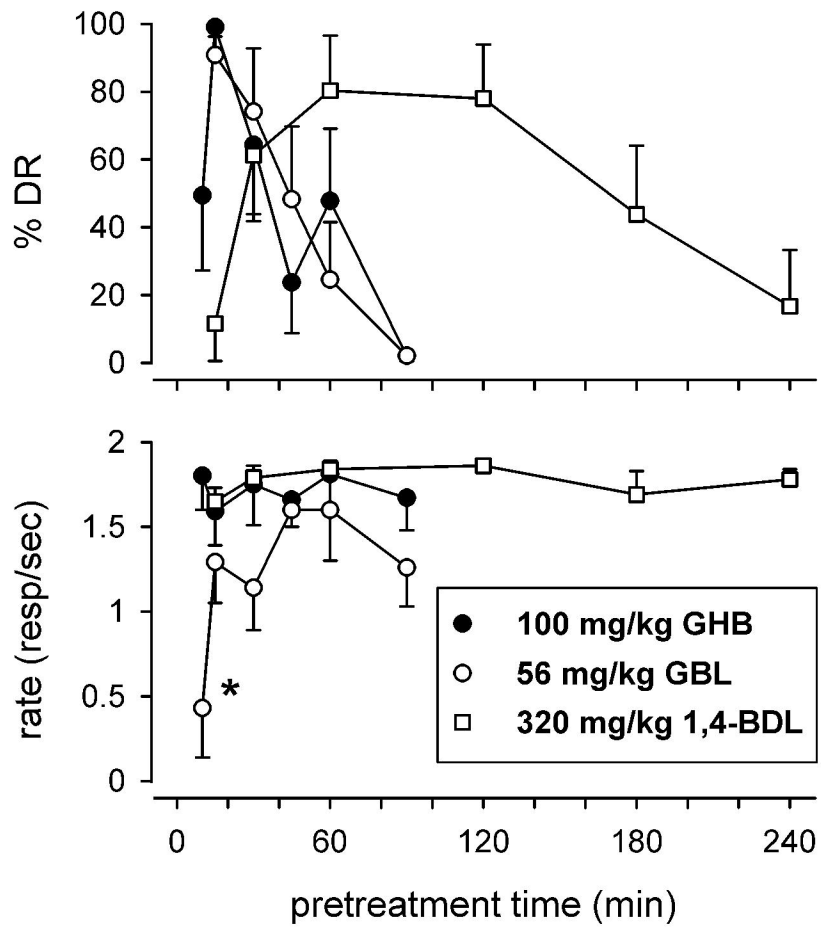 100
80
60
40
20
0
% DR
2
1.5
1
0.5
0
rate (resp/sec)
*
100 mg/kg GHB
56 mg/kg GBL
320 mg/kg 1,4-BDL
0 60 120 180 240
pretreatment time (min)